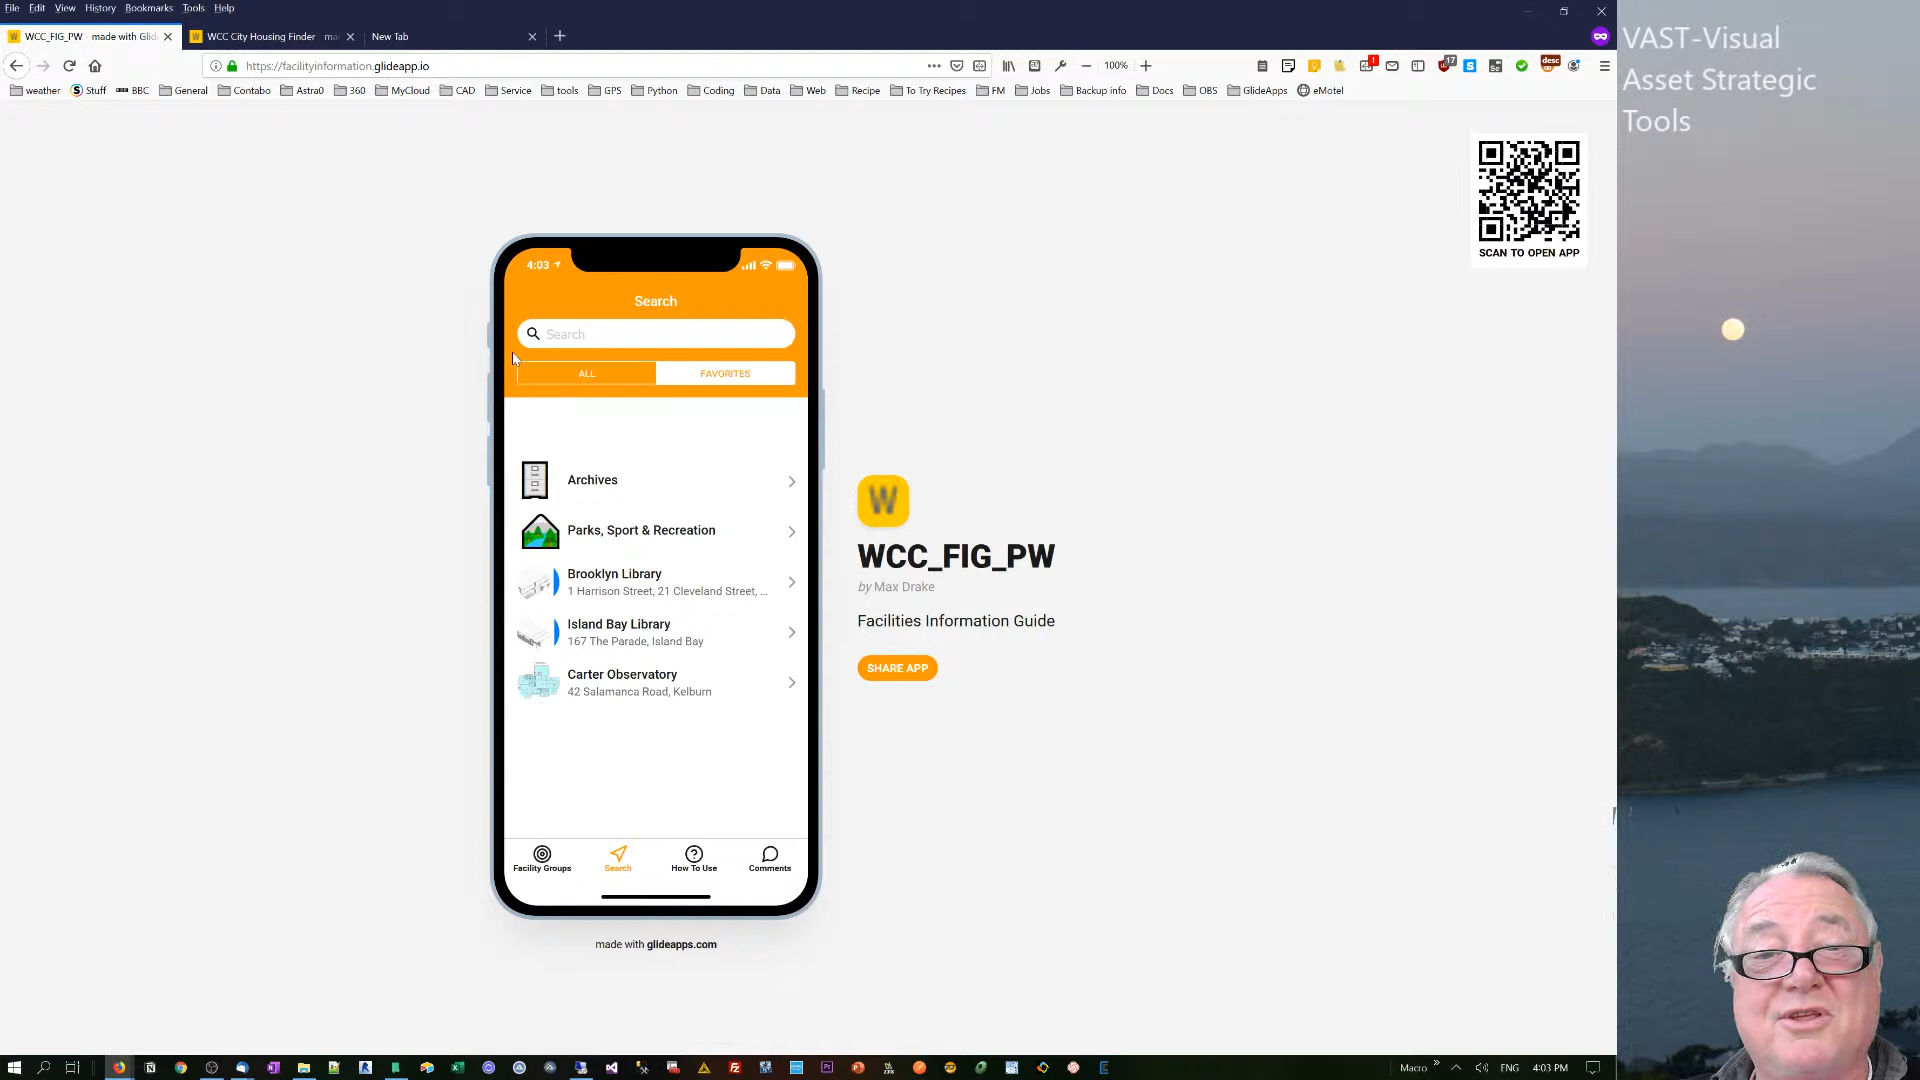 File Edit View History Bookmarks Tools Help
WCC_FIG_PW - made with Glid
WCC City Housing Finder - ma
New Tab
https://facilityinformation.glideapp.io
100%
1
17
desc
weather Stuff BBC General Contabo Astra0 360 MyCloud CAD Service tools GPS Python Coding Data Web Recipe To Try Recipes FM Jobs Backup info Docs OBS GlideApps eMotel
VAST-Visual
Asset Strategic
Tools
SCAN TO OPEN APP
4:03
Search
Search
ALL
FAVORITES
Archives
Parks, Sport & Recreation
Brooklyn Library
1 Harrison Street, 21 Cleveland Street, ...
Island Bay Library
167 The Parade, Island Bay
Carter Observatory
42 Salamanca Road, Kelburn
Facility Groups
Search
How To Use
Comments
made with glideapps.com
W
WCC_FIG_PW
by Max Drake
Facilities Information Guide
SHARE APP
Macro
ENG
4:03 PM